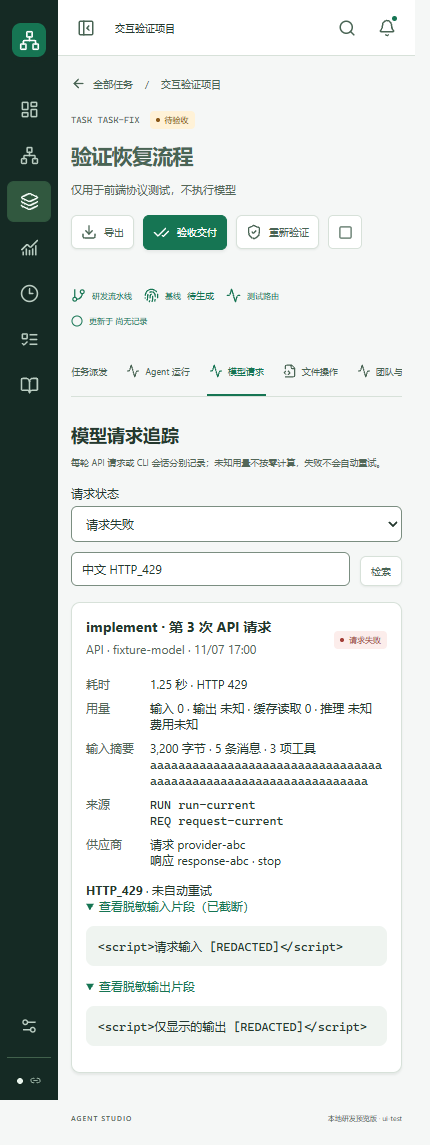 交互验证项目
全部任务 / 交互验证项目
TASK TASK-FIX 待验收
验证恢复流程
仅用于前端协议测试，不执行模型
导出 验收交付 重新验证
研发流水线 基线 待生成 测试路由
更新于 尚无记录
任务派发 Agent 运行 模型请求 文件操作 团队与
模型请求追踪
每轮 API 请求或 CLI 会话分别记录；未知用量不按零计算，失败不会自动重试。
请求状态
请求失败
中文 HTTP_429 检索
implement · 第 3 次 API 请求 请求失败
API · fixture-model · 11/07 17:00
耗时 1.25 秒 · HTTP 429
用量 输入 0 · 输出 未知 · 缓存读取 0 · 推理 未知
费用未知
输入摘要 3,200 字节 · 5 条消息 · 3 项工具
aaaaaaaaaaaaaaaaaaaaaaaaaaaaaaaaa
aaaaaaaaaaaaaaaaaaaaaaaaaaaaaaa
来源 RUN run-current
REQ request-current
供应商 请求 provider-abc
响应 response-abc · stop
HTTP_429 · 未自动重试
▼ 查看脱敏输入片段（已截断）
<script>请求输入 [REDACTED]</script>
▼ 查看脱敏输出片段
<script>仅显示的输出 [REDACTED]</script>
AGENT STUDIO 本地研发预览版 · ui-test